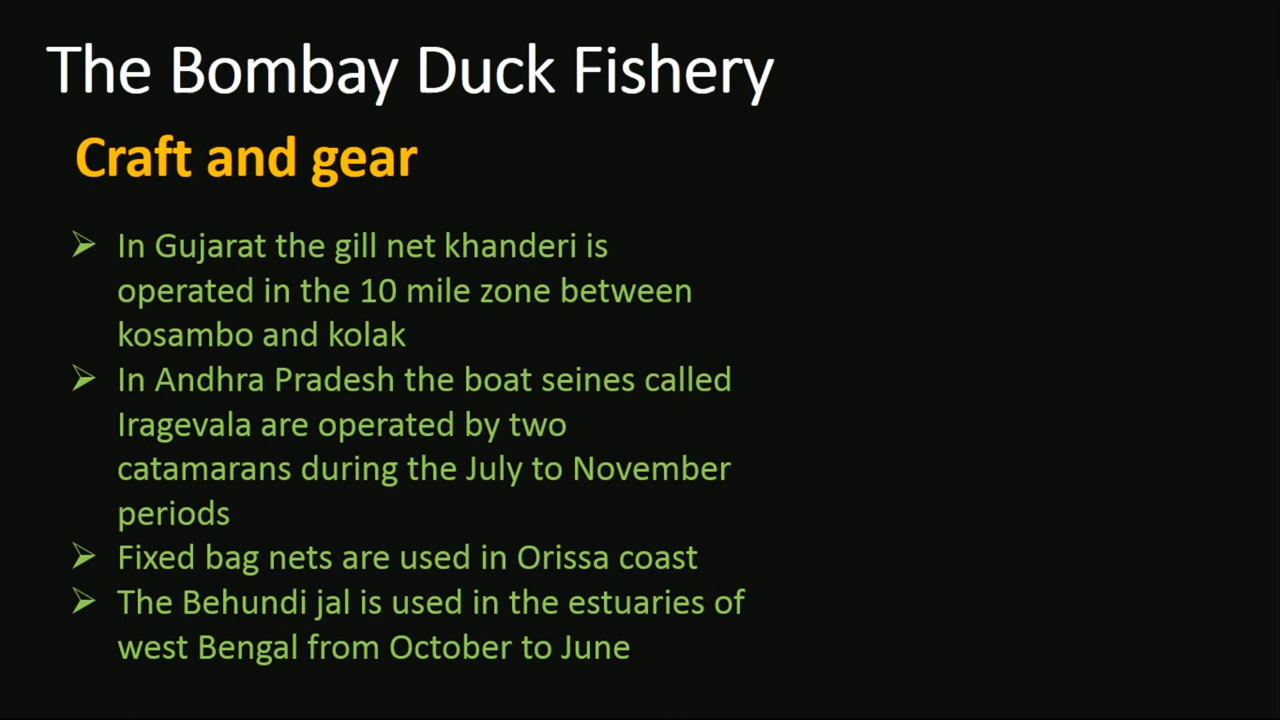 The Bombay Duck Fishery
Craft and gear
➢ In Gujarat the gill net khanderi is
operated in the 10 mile zone between
kosambo and kolak
➢ In Andhra Pradesh the boat seines called
Iragevala are operated by two
catamarans during the July to November
periods
➢ Fixed bag nets are used in Orissa coast
➢ The Behundi jal is used in the estuaries of
west Bengal from October to June